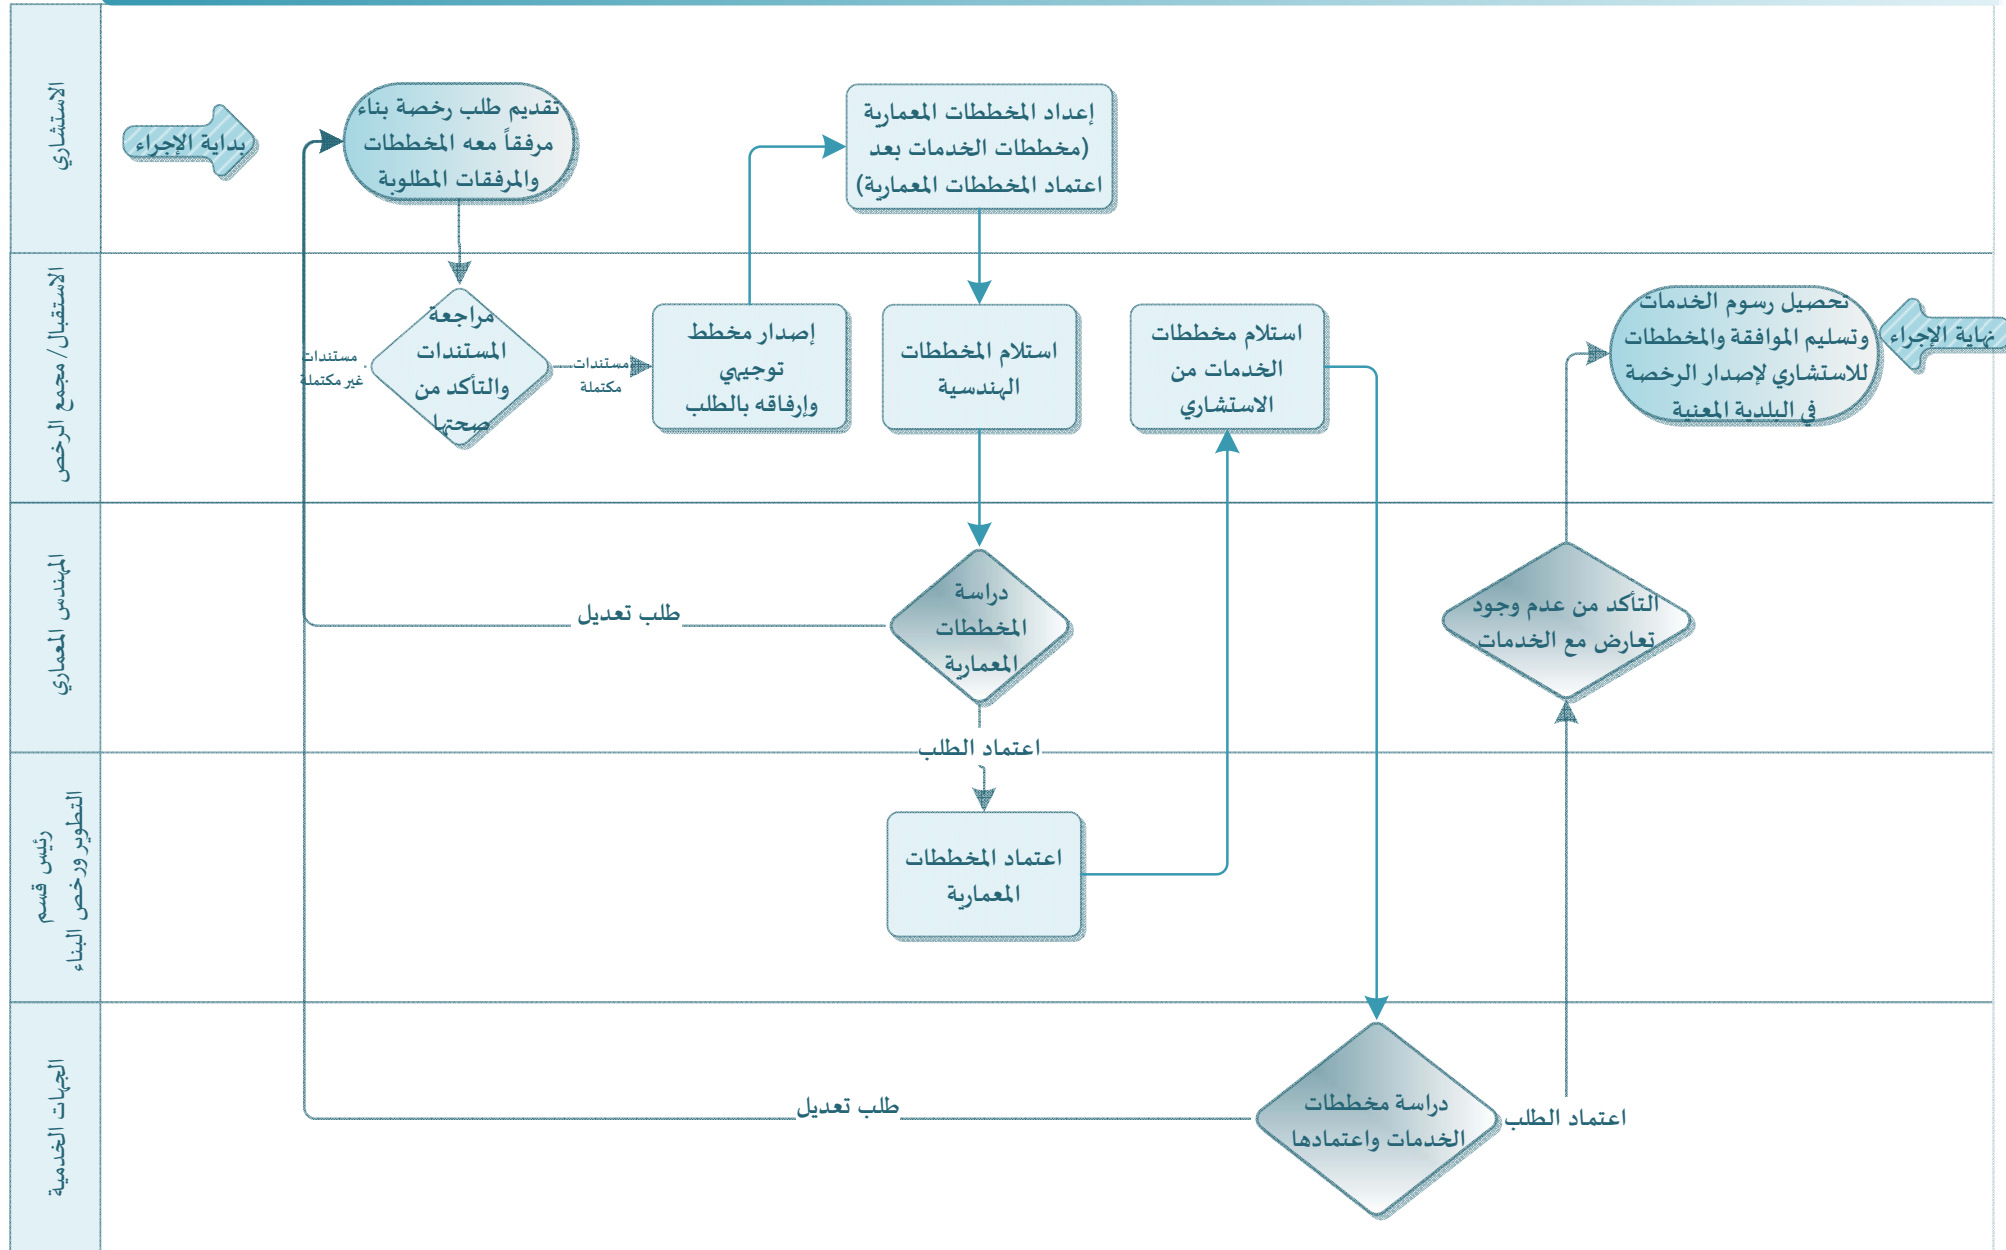 الاستشاري
بداية الإجراء
تقديم طلب رخصة بناء
مرفقاً معه المخططات
والمرفقات المطلوبة
إعداد المخططات المعمارية
(مخططات الخدمات بعد
اعتماد المخططات المعمارية)
الاستقبال/ مجمع الرخص
مراجعة
المستندات
والتأكد من
صحتها
مستندات
غير مكتملة
مستندات
مكتملة
إصدار مخطط
توجيهي
وإرفاقه بالطلب
استلام المخططات
الهندسية
استلام مخططات
الخدمات من
الاستشاري
تحصيل رسوم الخدمات
وتسليم الموافقة والمخططات
للاستشاري لإصدار الرخصة
في البلدية المعنية
نهاية الإجراء
المهندس المعماري
طلب تعديل
دراسة
المخططات
المعمارية
التأكد من عدم وجود
تعارض مع الخدمات
اعتماد الطلب
رئيس قسم
التطوير ورخص البناء
اعتماد المخططات
المعمارية
الجهات الخدمية
طلب تعديل
دراسة مخططات
الخدمات واعتمادها
اعتماد الطلب